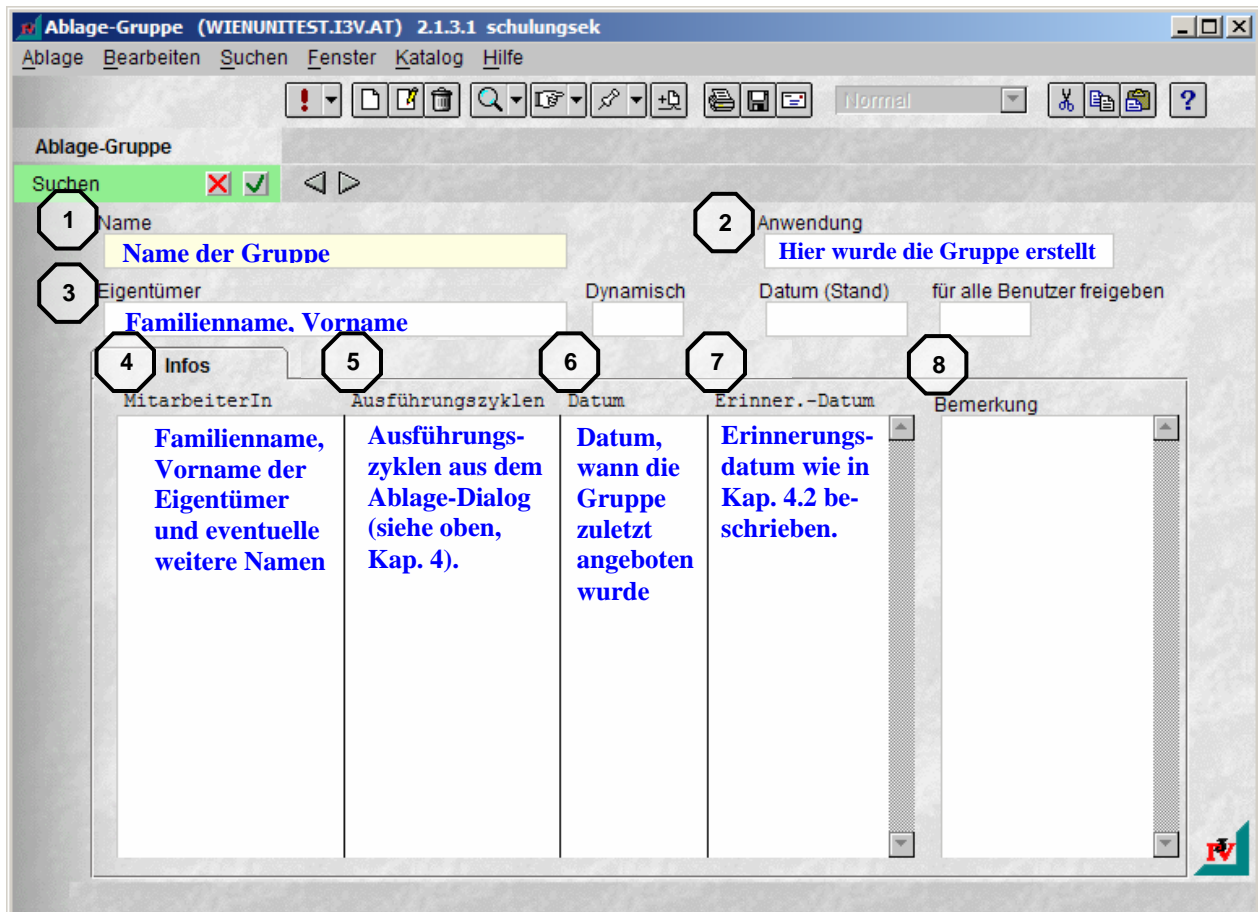 Ablage-Gruppe (WIENUNITTEST.I3V.AT) 2.1.3.1 schulungsek
Ablage Bearbeiten Suchen Fenster Katalog Hilfe
Normal
Ablage-Gruppe
Suchen
1 Name 2 Anwendung
Name der Gruppe Hier wurde die Gruppe erstellt
3 Eigentümer Dynamisch Datum (Stand) für alle Benutzer freigeben
Familienname, Vorname
4 Infos 5 6 7 8
MitarbeiterIn Ausführungszyklen Datum Erinner.-Datum Bemerkung
Familienname,
Vorname der
Eigentümer
und eventuelle
weitere Namen
Ausführungs-
zyklen aus dem
Ablage-Dialog
(siehe oben,
Kap. 4).
Datum,
wann die
Gruppe
zuletzt
angeboten
wurde
Erinnerungs-
datum wie in
Kap. 4.2 be-
schrieben.
I3V